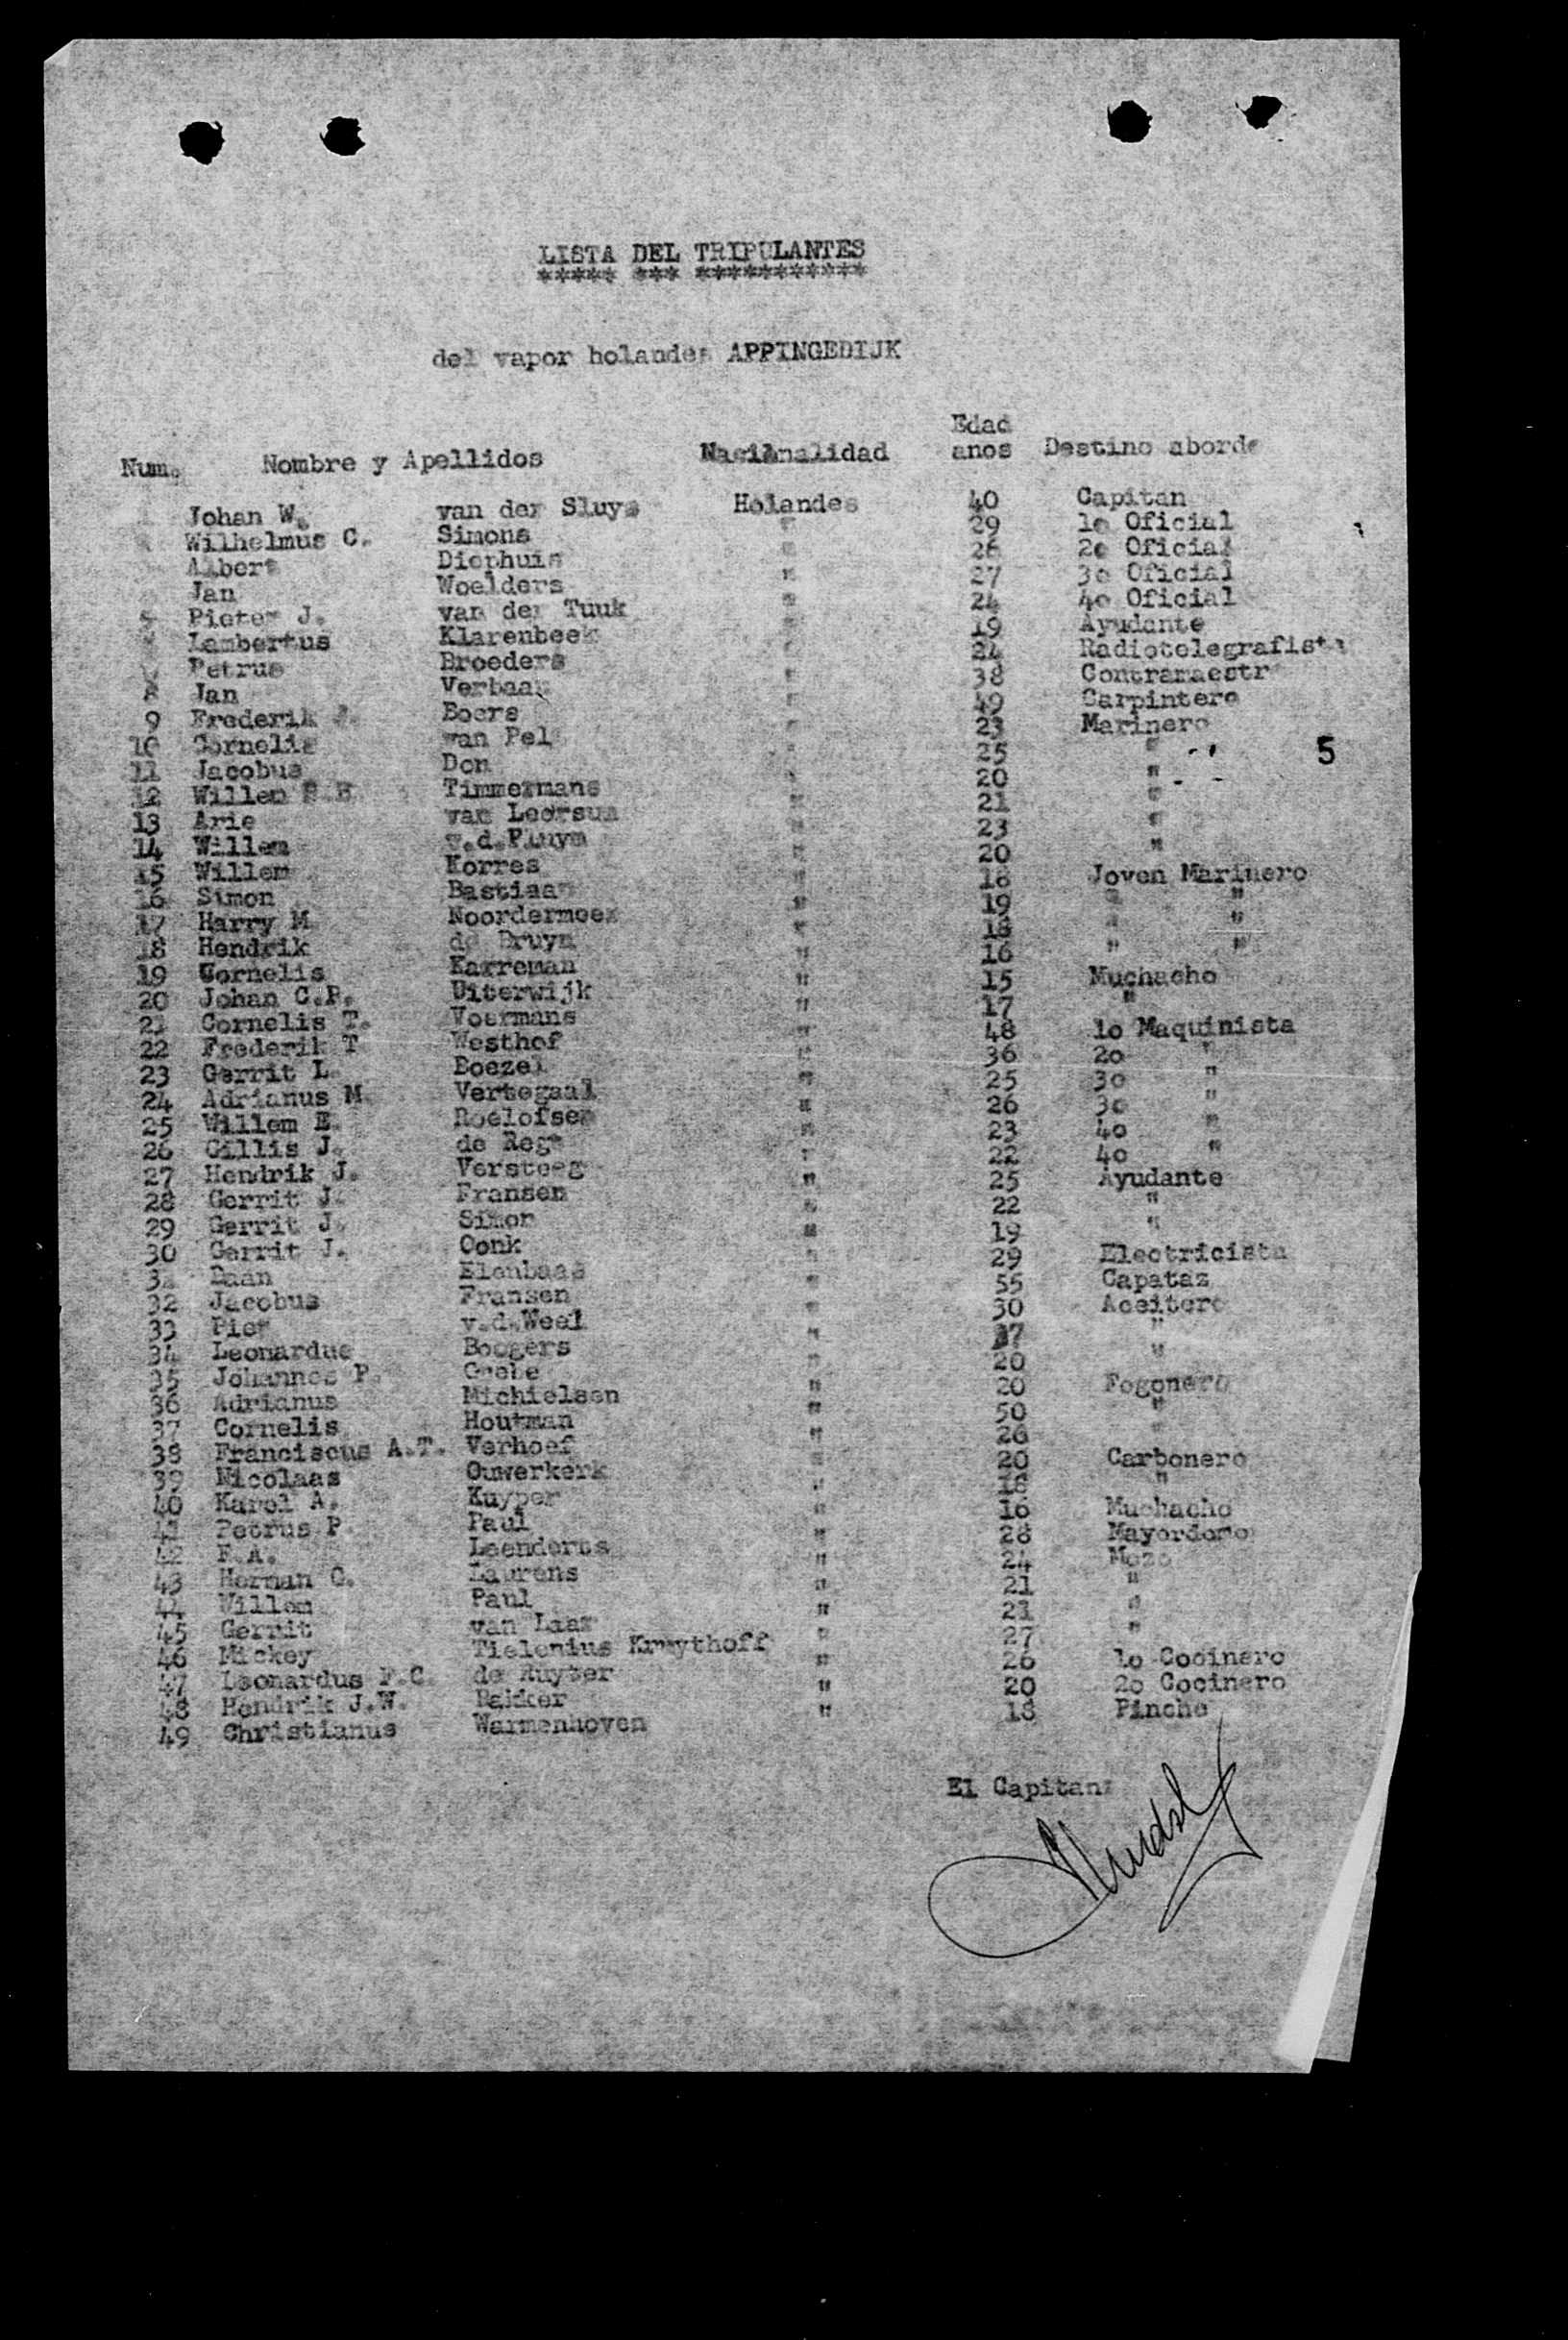 LISTA DEL TRIPULANTES
***** *** ***********
del vapor holandes APPINGEDIJK
Num. Nombre y Apellidos Nacionalidad Edad anos Destino aborde
Johan W. van der Sluys Holandes 40 Capitan
Wilhelmus C. Simons " 29 1o Oficial
Albert Diephuis " 26 2o Oficial
Jan Woelders " 27 3o Oficial
5 Pieter J. van der Tuuk " 24 4o Oficial
Lambertus Klarenbeek " 19 Ayudante
Petrus Broeders " 24 Radiotelegrafista
8 Jan Verbaan " 38 Contramaestr
9 Frederik Boers " 49 Carpintero
10 Cornelis van Pel " 23 Marinero
11 Jacobus Don " 25 " 5
12 Willem Timmermans " 20 "
13 Arie van Leersum " 21 "
14 Willem v.d.Pluym " 23 "
15 Willem Korres " 20 "
16 Simon Bastiaan " 18 Joven Marinero
17 Harry M Noordermeer " 19 " "
18 Hendrik de Bruyn " 18 " "
19 Cornelis Karreman " 16 " "
20 Johan C.P. Uiterwijk " 15 Muchacho
21 Cornelis T. Voermans " 17 "
22 Frederik T Westhof " 48 1o Maquinista
23 Gerrit L. Boezel " 36 2o "
24 Adrianus M. Vertegaal " 25 3o "
25 Willem E. Roelofsen " 26 3o "
26 Gillis J. de Regt " 23 4o "
27 Hendrik J. Versteeg " 22 4o "
28 Gerrit J. Fransen " 25 Ayudante
29 Gerrit J. Simon " 22 "
30 Gerrit J. Oonk " 19 "
31 Daan Elenbaas " 29 Electricista
32 Jacobus Fransen " 55 Capataz
33 Piet v.d.Weel " 30 Aceitero
34 Leonardus Boogers " 37 "
35 Johannes P. Grebe " 20 "
36 Adrianus Michielsen " 20 Fogonero
37 Cornelis Houtman " 50 "
38 Franciscus A.T. Verhoef " 26 "
39 Nicolaas Ouwerkerk " 20 Carbonero
40 Karel A. Kuyper " 18 "
41 Petrus P. Paul " 16 Muchacho
42 F.A. Leenderts " 28 Mayordomo
43 Herman C. Laurens " 24 Mozo
44 Willem Paul " 21 "
45 Gerrit van Laar " 21 "
46 Mickey Tielenius Kruythoff " 27 "
47 Leonardus F.C. de Ruyter " 26 1o Cocinero
48 Hendrik J.W. Bakker " 20 2o Cocinero
49 Christianus Warmenhoven " 18 Pinche
El Capitan: